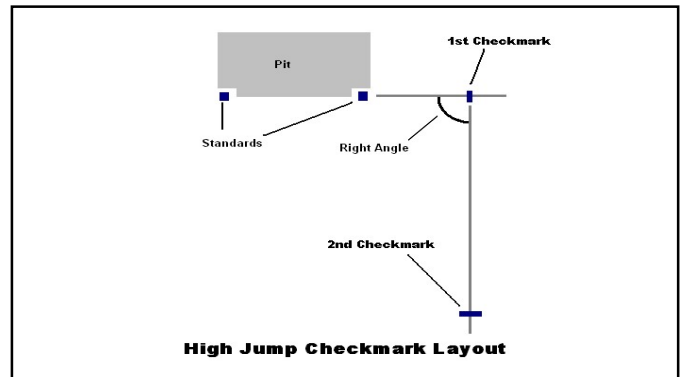 1st Checkmark
Pit
Standards
Right Angle
2nd Checkmark
High Jump Checkmark Layout